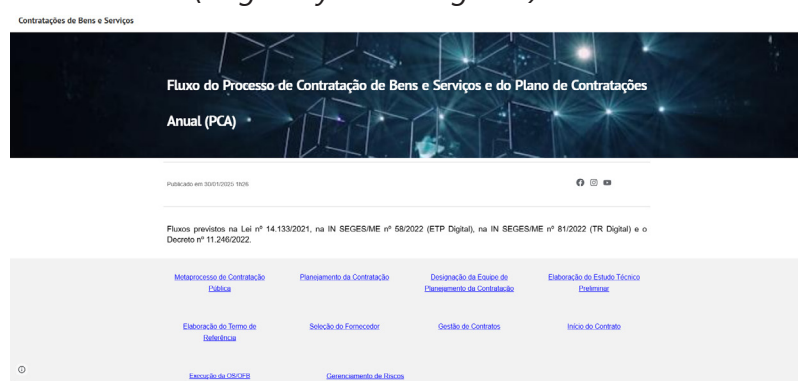 Contratações de Bens e Serviços
Fluxo do Processo de Contratação de Bens e Serviços e do Plano de Contratações
Anual (PCA)
Publicado em 30/01/2025 1h26
Fluxos previstos na Lei nº 14.133/2021, na IN SEGES/ME nº 58/2022 (ETP Digital), na IN SEGES/ME nº 81/2022 (TR Digital) e o
Decreto nº 11.246/2022.
Metaprocesso de Contratação
Pública
Planejamento da Contratação
Designação da Equipe de
Planejamento da Contratação
Elaboração do Estudo Técnico
Preliminar
Elaboração do Termo de
Referência
Seleção do Fornecedor
Gestão de Contratos
Início do Contrato
Execução da OS/OFB
Gerenciamento de Riscos